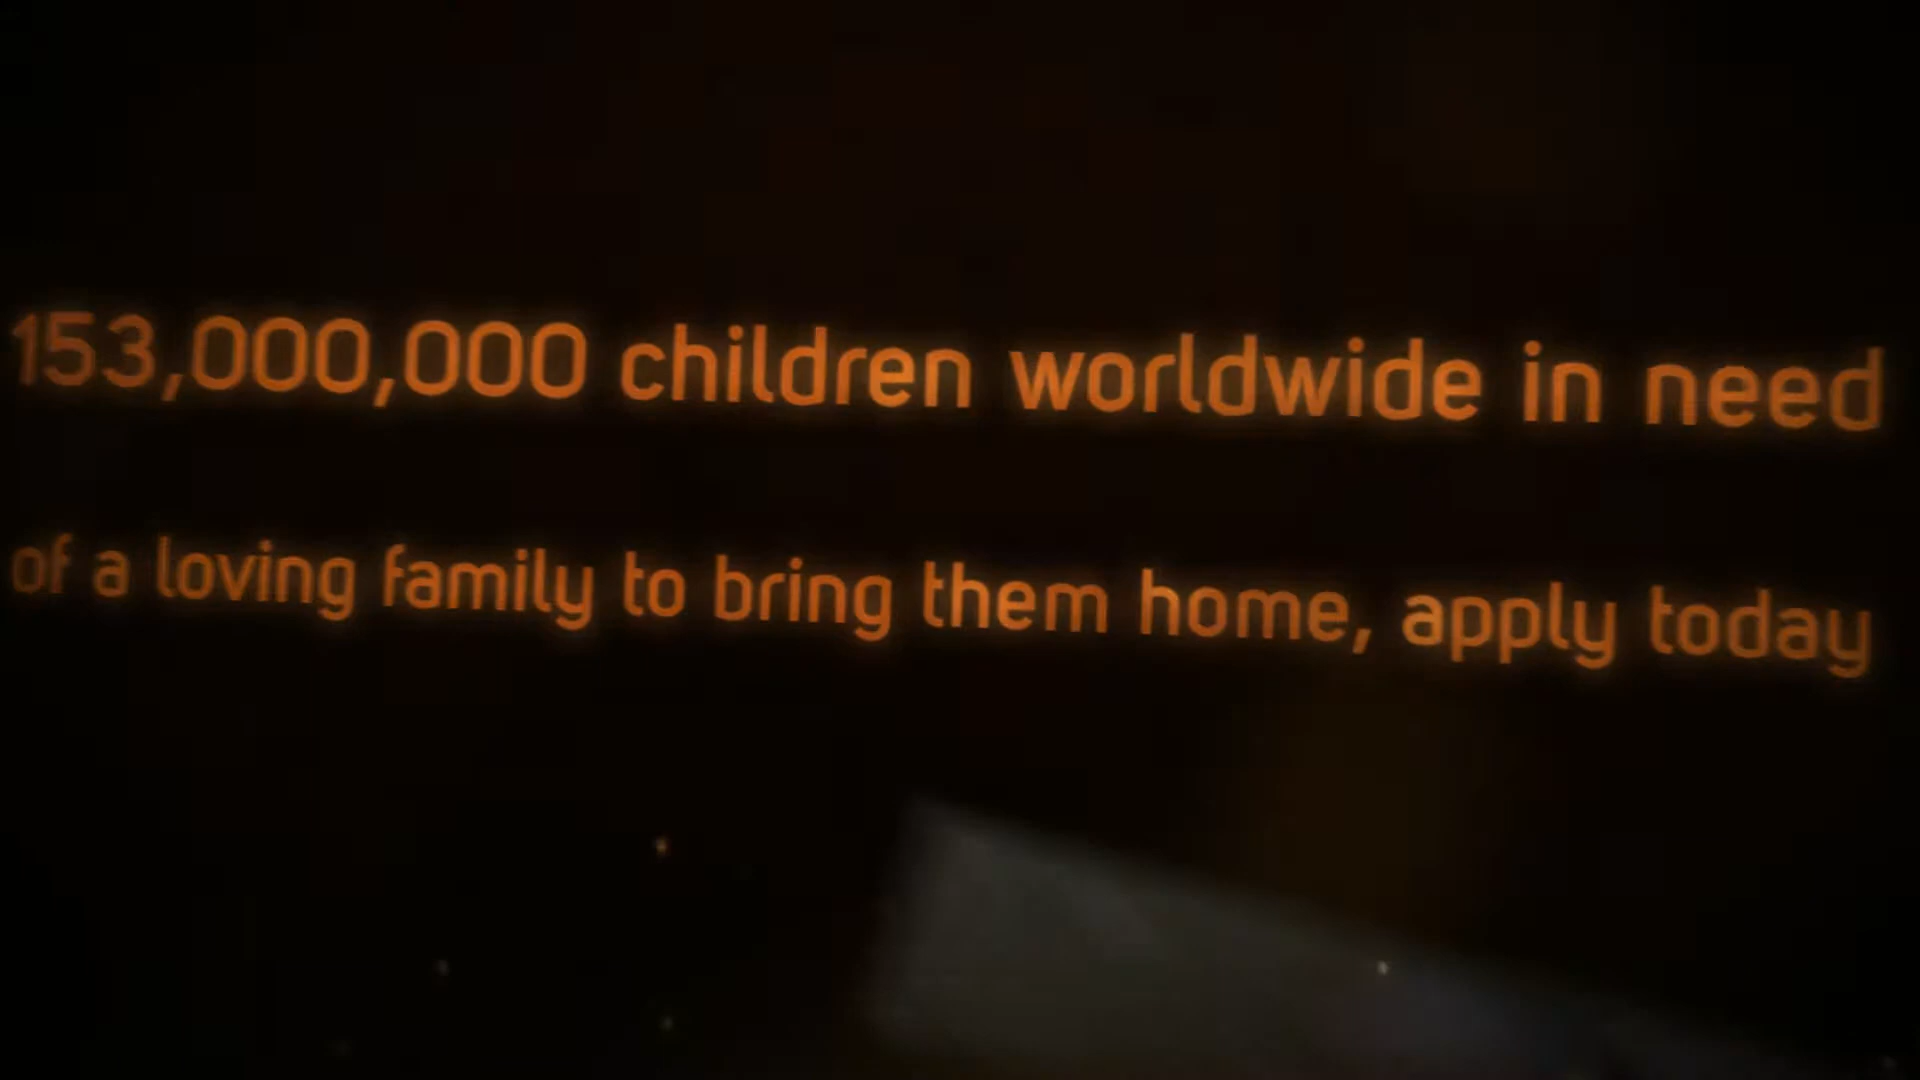 153,000,000 children worldwide in need
of a loving family to bring them home, apply today